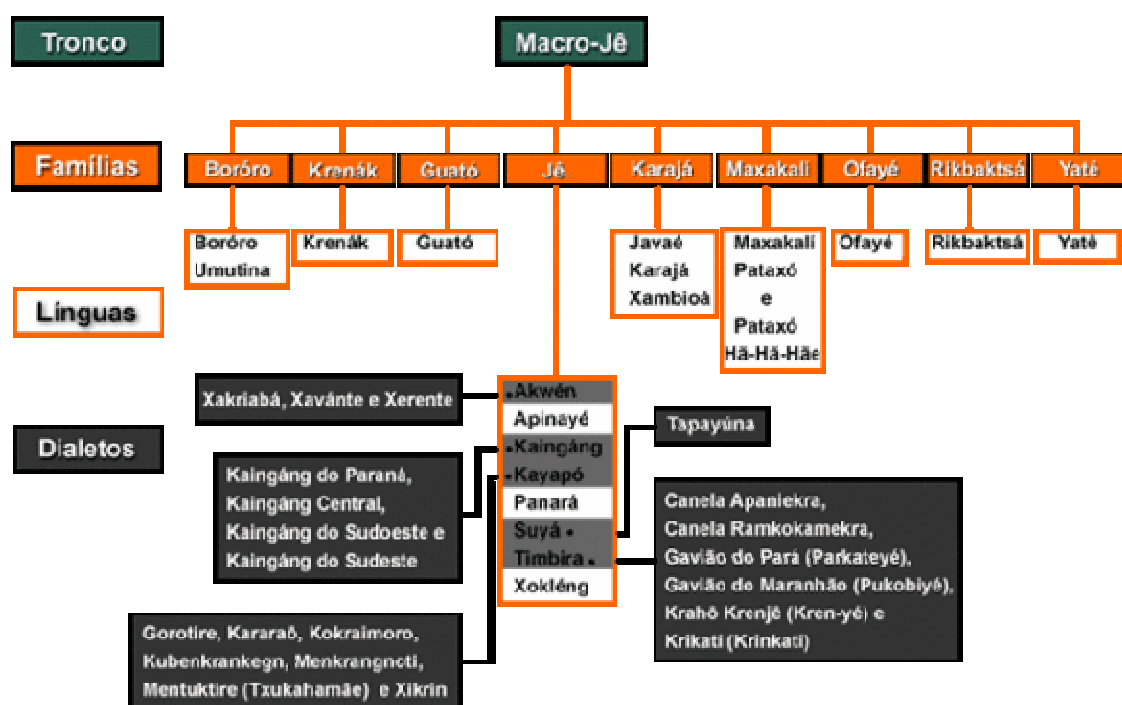 Tronco
Macro-Jê
Famílias
Boróro
Krenák
Guató
Jê
Karajá
Maxakali
Ofayé
Rikbaktsá
Yaté
Boróro
Umutina
Krenák
Guató
Javaé
Karajá
Xambioá
Maxakali
Pataxó
e
Pataxó
Hã-Hã-Hãe
Ofayé
Rikbaktsá
Yaté
Línguas
Dialetos
Xakriabá, Xavánte e Xerente
Kaingáng do Paraná,
Kaingáng Central,
Kaingáng do Sudoeste e
Kaingáng do Sudeste
Gorotire, Kararaô, Kokraimoro,
Kubenkrankegn, Menkrangnoti,
Mentuktire (Txukahamãe) e Xikrin
Akwén
Apinayé
Kaingáng
Kayapó
Panará
Suyá
Timbira
Xokléng
Tapayúna
Canela Apaniekra,
Canela Ramkokamekra,
Gavião do Pará (Parkateyé),
Gavião do Maranhão (Pukobiyé),
Krahô Krenjê (Kren-yé) e
Krikatí (Krinkatí)